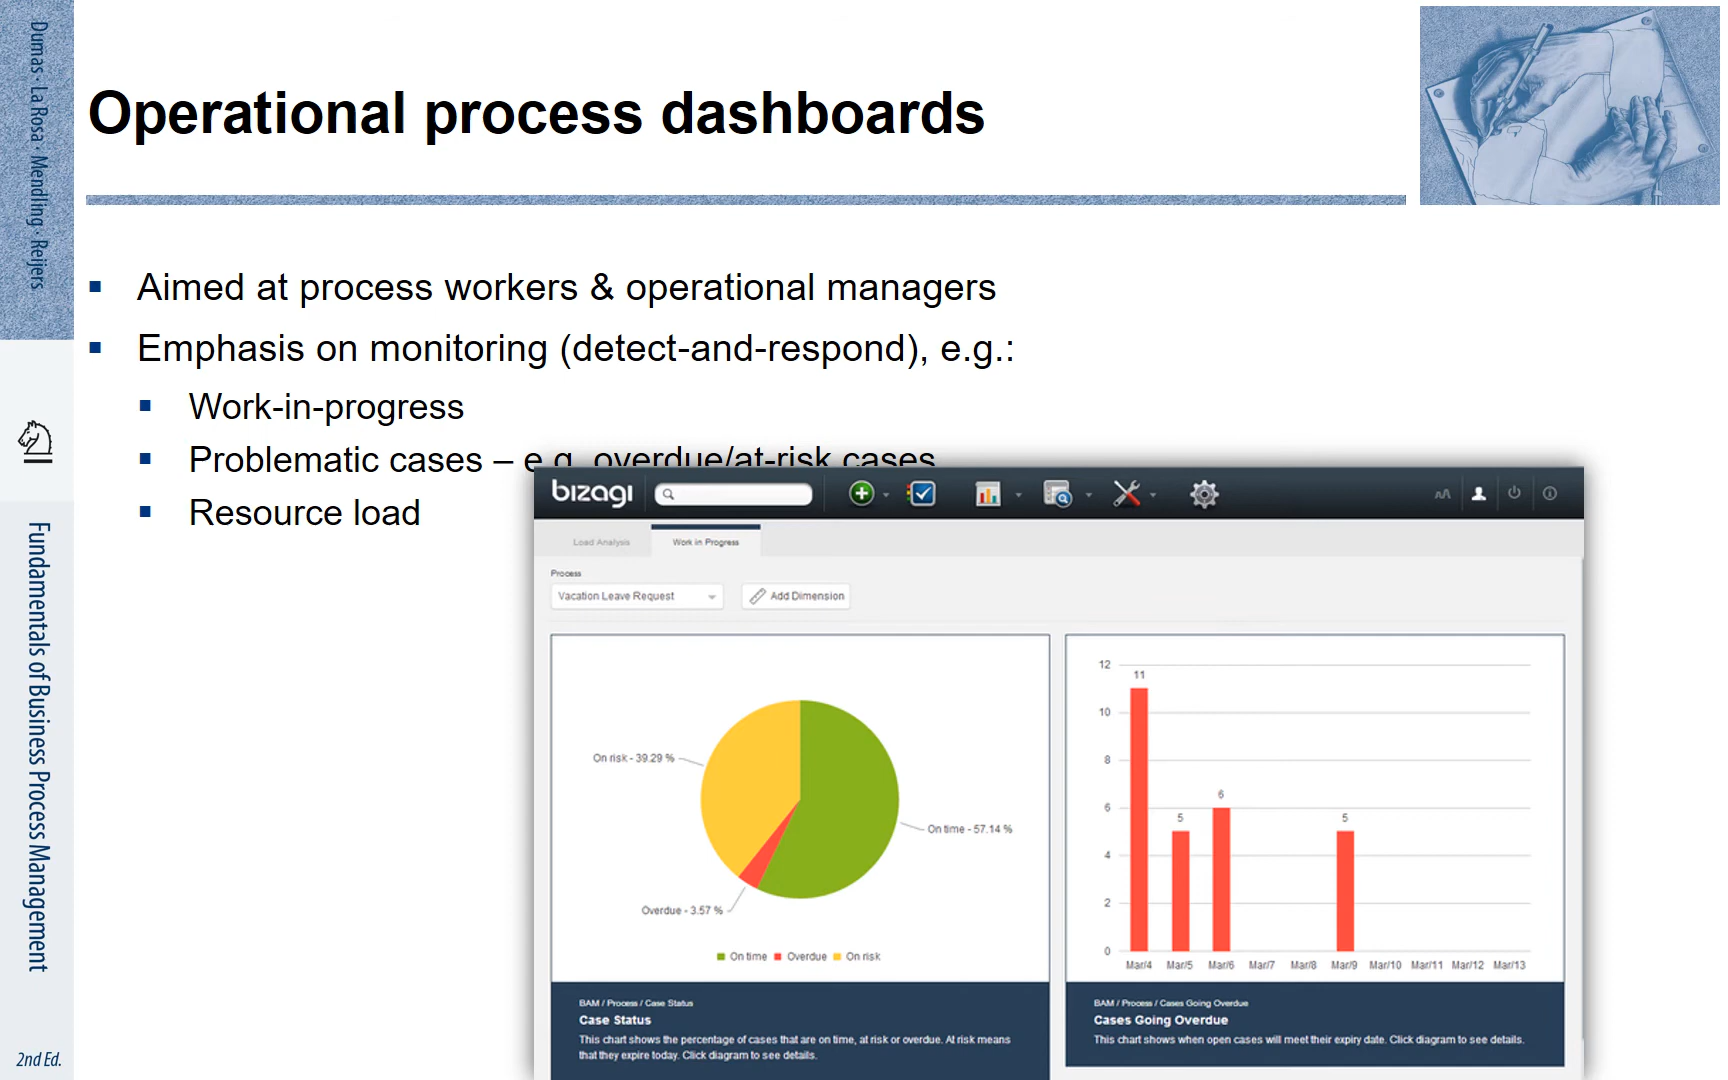 Dumas · La Rosa · Mendling · Reijers
Fundamentals of Business Process Management
2nd Ed.
Operational process dashboards
Aimed at process workers & operational managers
Emphasis on monitoring (detect-and-respond), e.g.:
Work-in-progress
Problematic cases – e.g. overdue/at-risk cases
Resource load
bizagi
Load Analysis
Work in Progress
Process
Vacation Leave Request
Add Dimension
On risk - 39.29 %
On time - 57.14 %
Overdue - 3.57 %
On time Overdue On risk
BAM / Process / Case Status
Case Status
This chart shows the percentage of cases that are on time, at risk or overdue. At risk means
that they expire today. Click diagram to see details.
12
11
10
8
6
6
5
5
4
2
0
Mar/4 Mar/5 Mar/6 Mar/7 Mar/8 Mar/9 Mar/10 Mar/11 Mar/12 Mar/13
BAM / Process / Cases Going Overdue
Cases Going Overdue
This chart shows when open cases will meet their expiry date. Click diagram to see details.